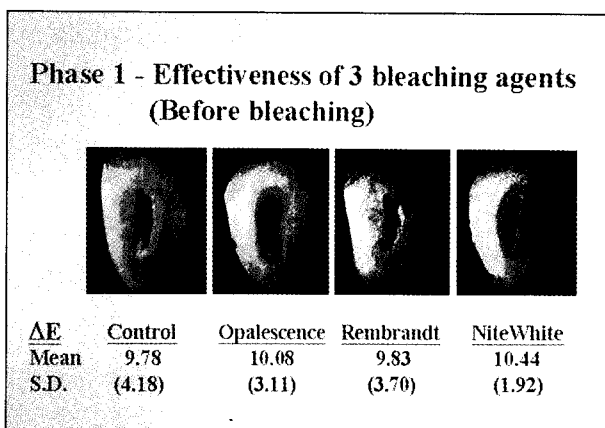 Phase 1 - Effectiveness of 3 bleaching agents
(Before bleaching)
ΔE Control Opalescence Rembrandt NiteWhite
Mean 9.78 10.08 9.83 10.44
S.D. (4.18) (3.11) (3.70) (1.92)